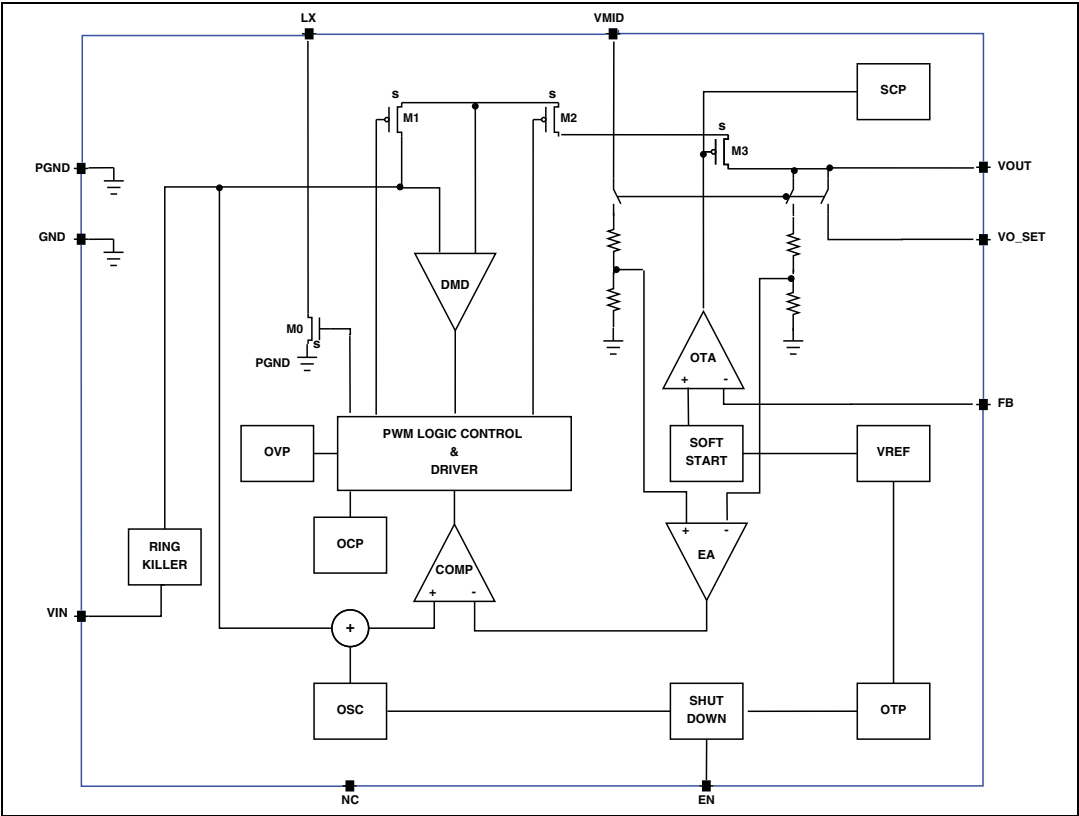 LX
VMID
SCP
S
M1
S
M2
S
M3
PGND
VOUT
GND
VO_SET
DMD
M0
S
PGND
OTA
+ -
FB
PWM LOGIC CONTROL
&
DRIVER
OVP
SOFT
START
VREF
OCP
RING
KILLER
COMP
+ -
+ -
EA
VIN
+
OSC
SHUT
DOWN
OTP
NC
EN